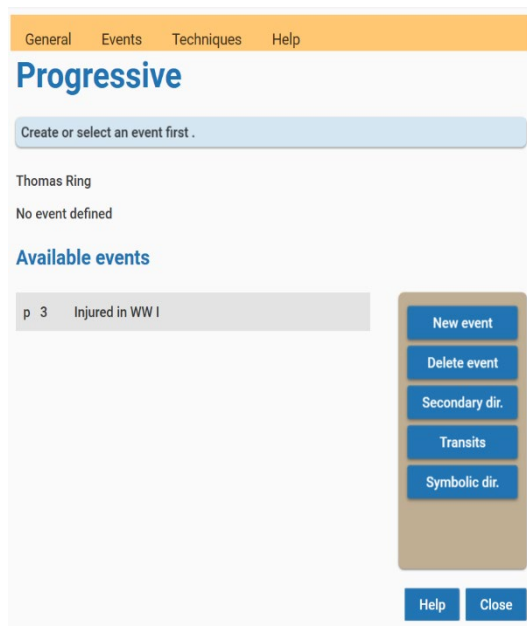 General Events Techniques Help
Progressive
Create or select an event first .
Thomas Ring
No event defined
Available events
p 3 Injured in WW I
New event
Delete event
Secondary dir.
Transits
Symbolic dir.
Help Close